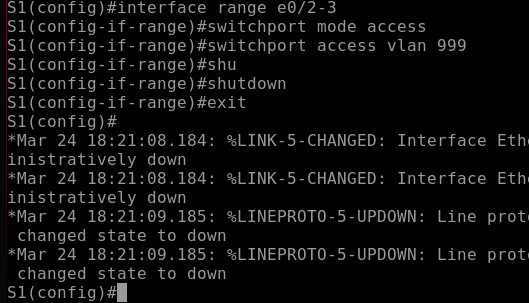 S1(config)#interface range e0/2-3
S1(config-if-range)#switchport mode access
S1(config-if-range)#switchport access vlan 999
S1(config-if-range)#shu
S1(config-if-range)#shutdown
S1(config-if-range)#exit
S1(config)#
*Mar 24 18:21:08.184: %LINK-5-CHANGED: Interface Eth
inistratively down
*Mar 24 18:21:08.184: %LINK-5-CHANGED: Interface Eth
inistratively down
*Mar 24 18:21:09.185: %LINEPROTO-5-UPDOWN: Line prot
 changed state to down
*Mar 24 18:21:09.185: %LINEPROTO-5-UPDOWN: Line prot
 changed state to down
S1(config)#